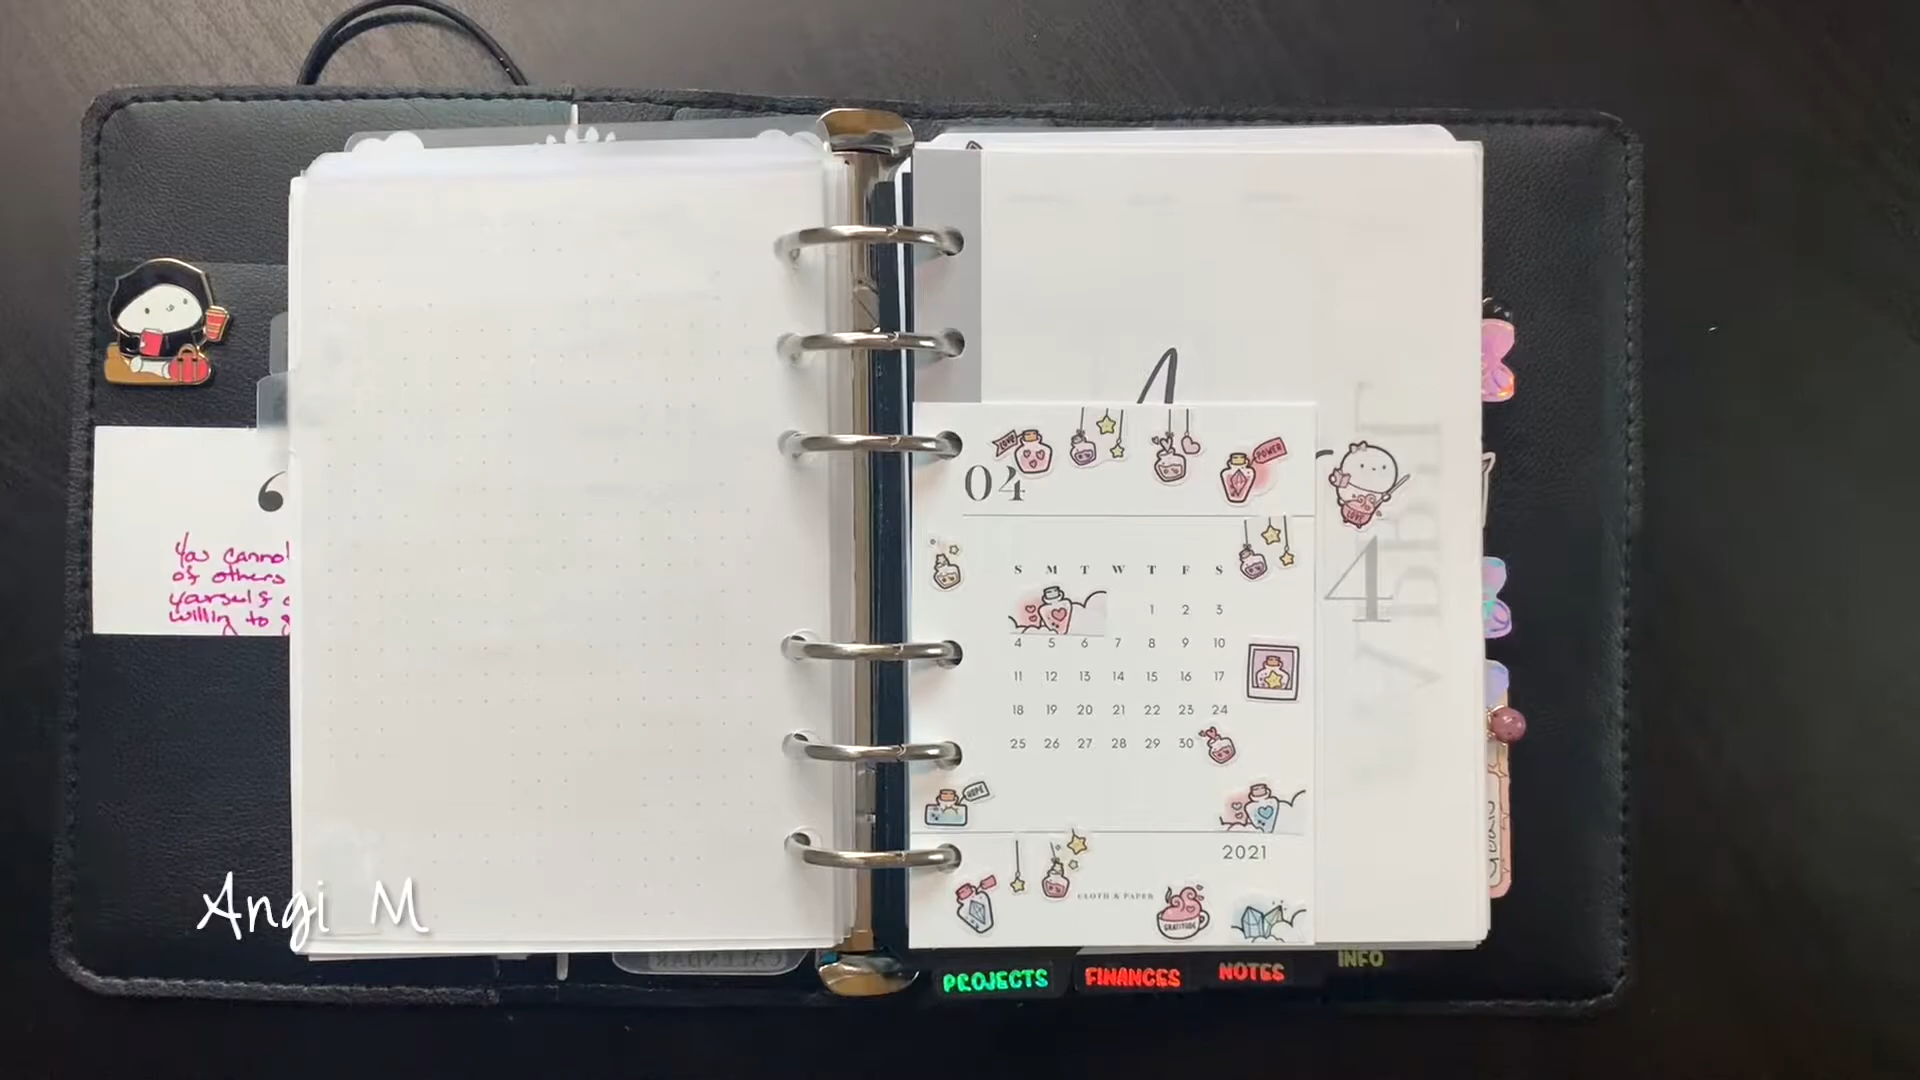 You cannot
of others
yourself
willing to
04
LOVE
POWER
LOVE
4
S M T W T F S
1 2 3
4 5 6 7 8 9 10
11 12 13 14 15 16 17
18 19 20 21 22 23 24
25 26 27 28 29 30
HOPE
2021
CLOTH & PAPER
GRATITUDE
Angi M
CALENDAR
PROJECTS FINANCES NOTES INFO